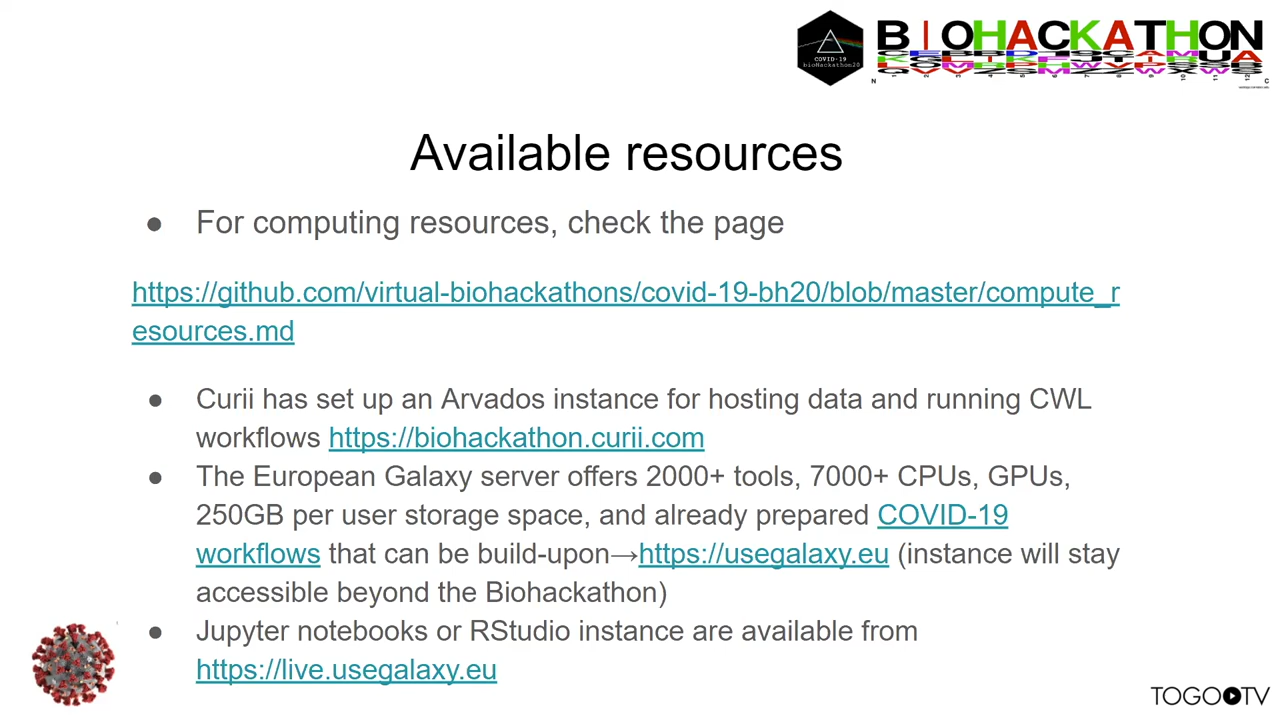 COVID-19
bioHackathon20
BIOHACKATHON
Available resources
● For computing resources, check the page
https://github.com/virtual-biohackathons/covid-19-bh20/blob/master/compute_r
esources.md
● Curii has set up an Arvados instance for hosting data and running CWL
workflows https://biohackathon.curii.com
● The European Galaxy server offers 2000+ tools, 7000+ CPUs, GPUs,
250GB per user storage space, and already prepared COVID-19
workflows that can be build-upon→https://usegalaxy.eu (instance will stay
accessible beyond the Biohackathon)
● Jupyter notebooks or RStudio instance are available from
https://live.usegalaxy.eu
TOGOTV